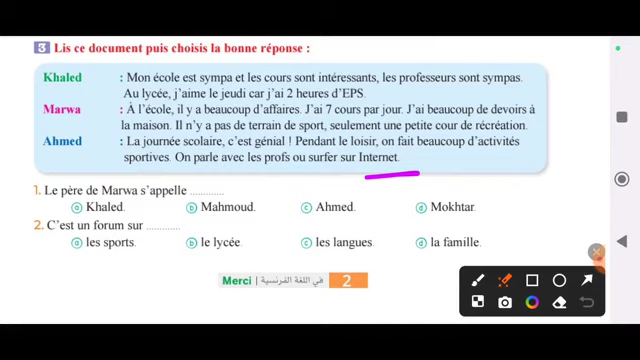 3 Lis ce document puis choisis la bonne réponse :
Khaled : Mon école est sympa et les cours sont intéressants, les professeurs sont sympas.
Au lycée, j'aime le jeudi car j'ai 2 heures d'EPS.
Marwa : À l'école, il y a beaucoup d'affaires. J'ai 7 cours par jour. J'ai beaucoup de devoirs à
la maison. Il n'y a pas de terrain de sport, seulement une petite cour de récréation.
Ahmed : La journée scolaire, c'est génial ! Pendant le loisir, on fait beaucoup d'activités
sportives. On parle avec les profs ou surfer sur Internet.
1. Le père de Marwa s'appelle ............
a Khaled. b Mahmoud. c Ahmed. d Mokhtar.
2. C'est un forum sur ............
a les sports. b le lycée. c les langues. d la famille.
Merci | في اللغة الفرنسية 2